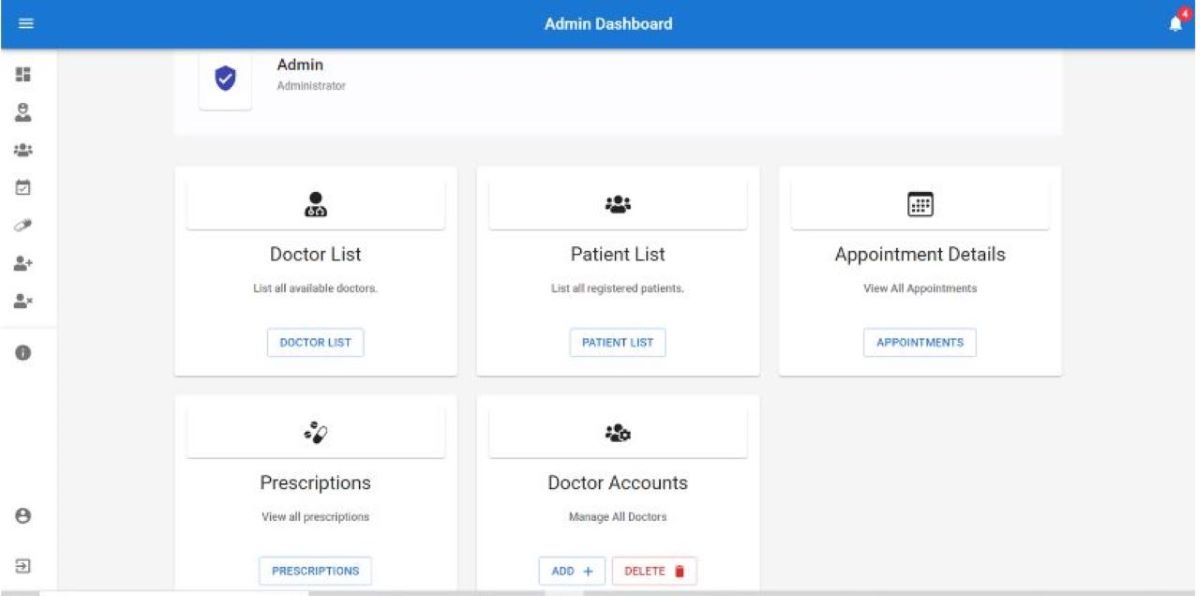 Admin Dashboard
4
Admin
Administrator
Doctor List
List all available doctors.
DOCTOR LIST
Patient List
List all registered patients.
PATIENT LIST
Appointment Details
View All Appointments
APPOINTMENTS
Prescriptions
View all prescriptions
PRESCRIPTIONS
Doctor Accounts
Manage All Doctors
ADD +
DELETE